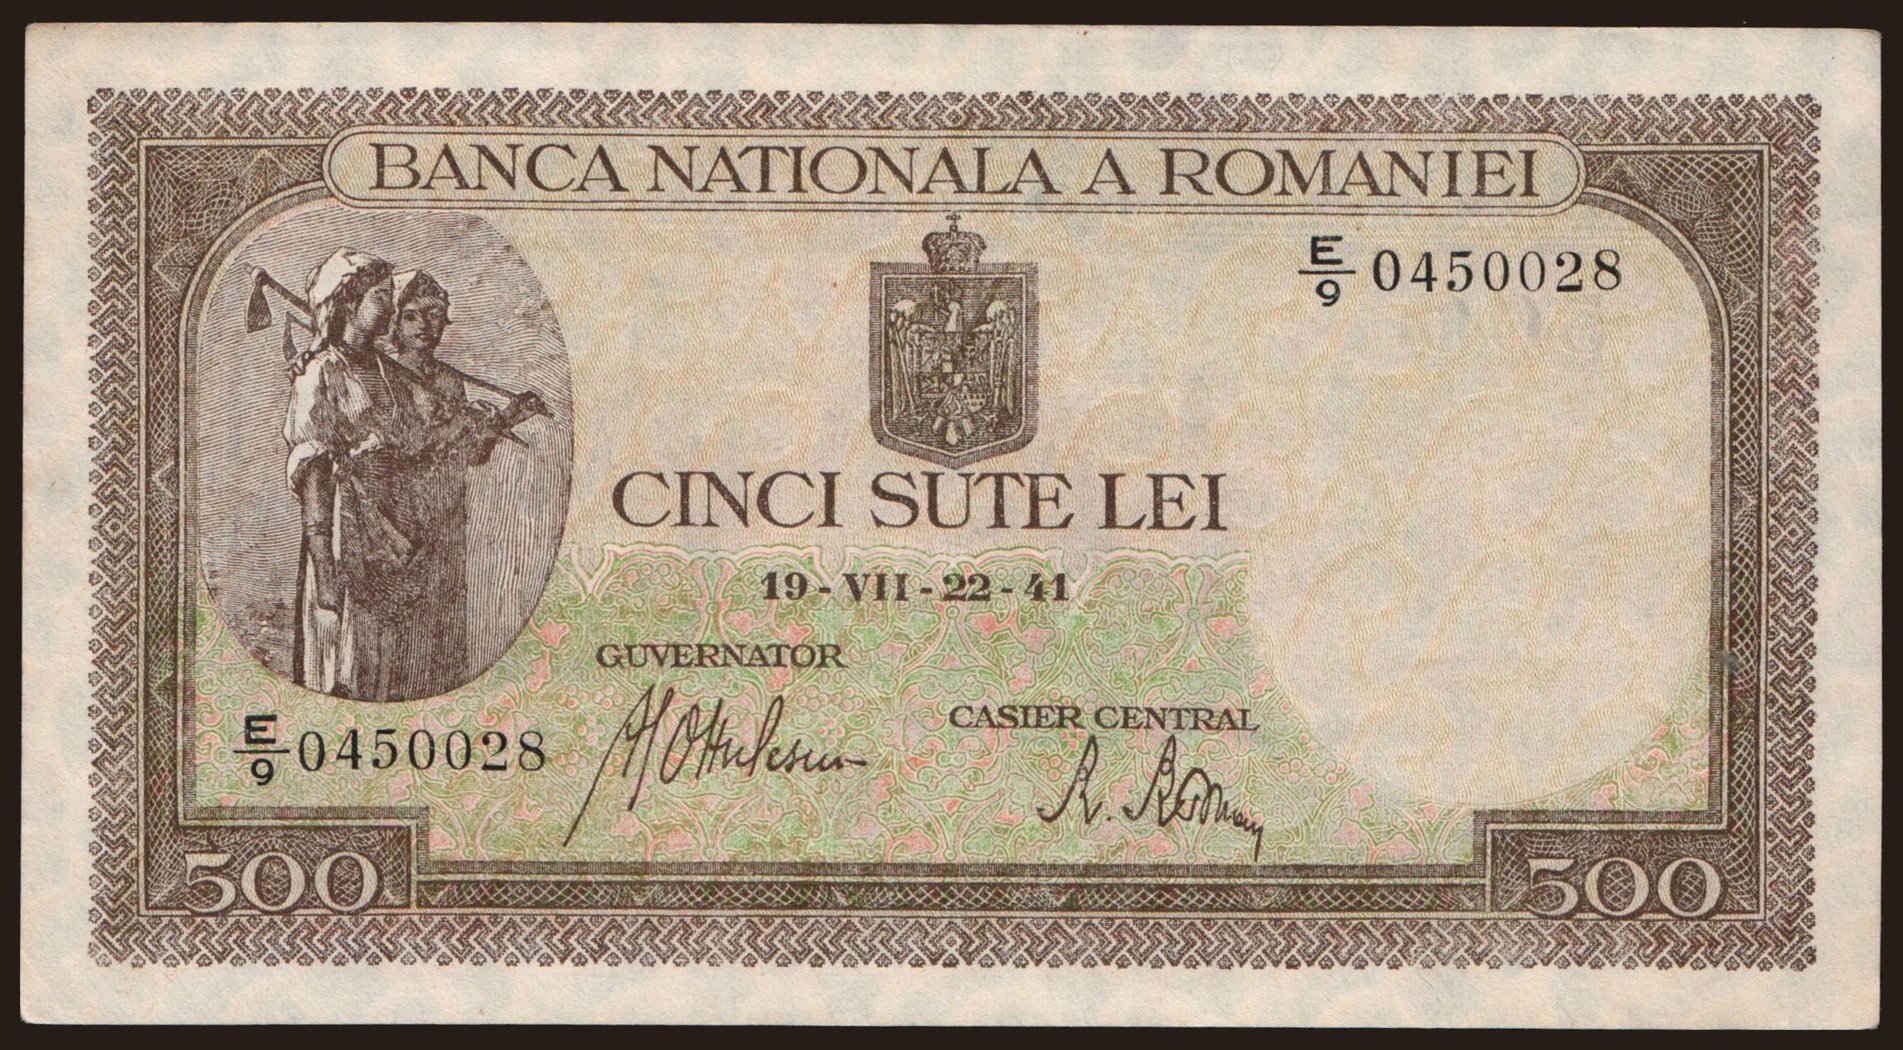 BANCA NATIONALA A ROMANIEI
E/9 0450028
CINCI SUTE LEI
19-VII-22-41
GUVERNATOR
CASIER CENTRAL
E/9 0450028
500
500